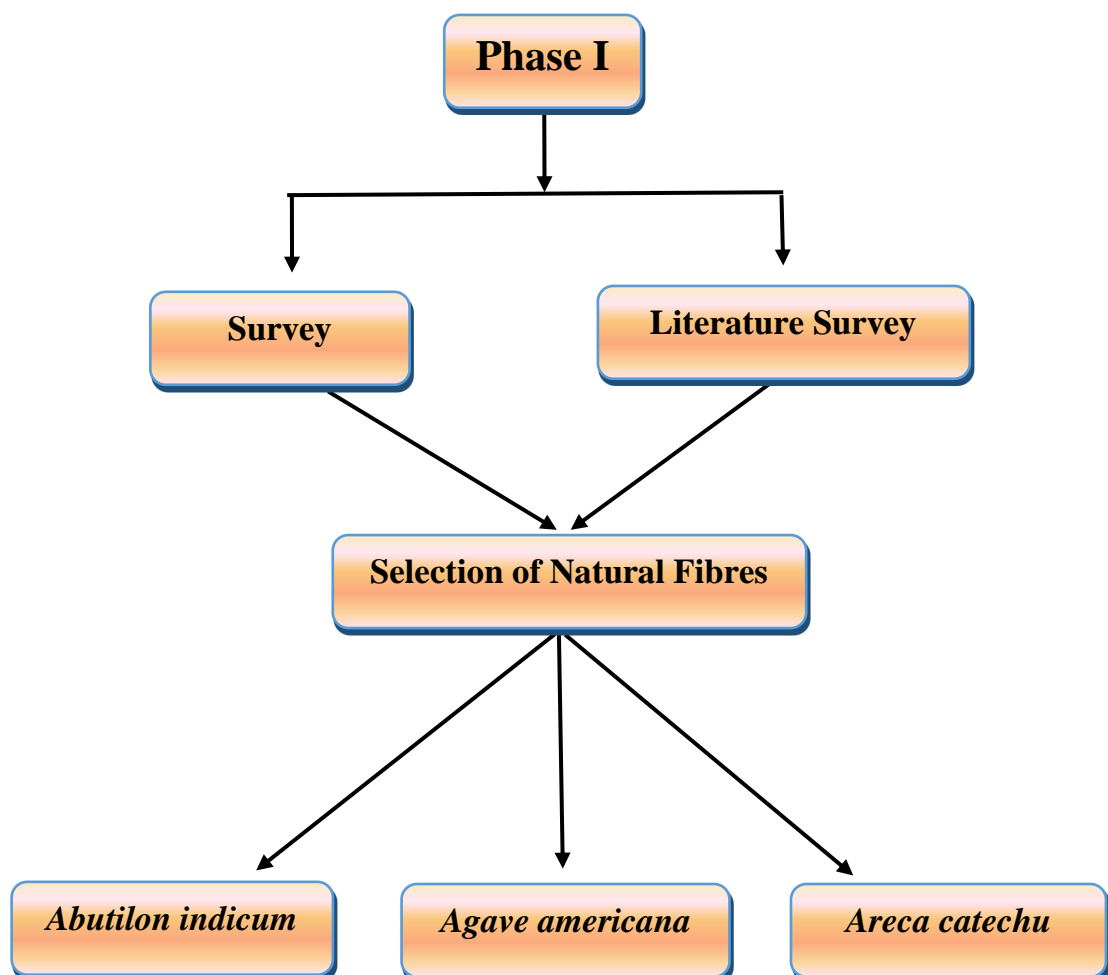 Phase I
Survey
Literature Survey
Selection of Natural Fibres
Abutilon indicum
Agave americana
Areca catechu